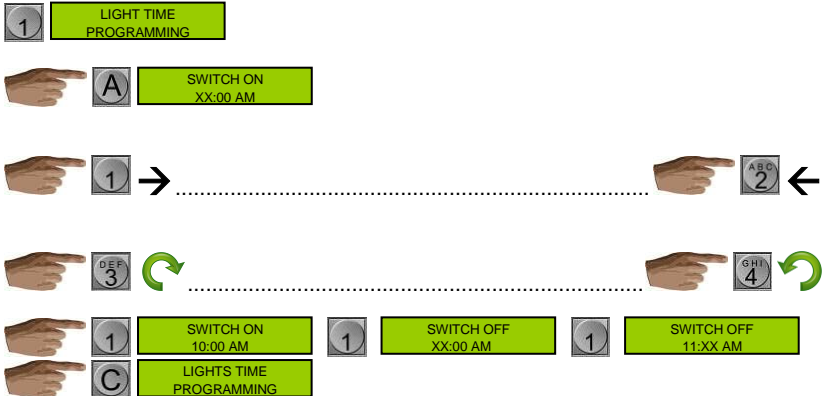 1 LIGHT TIME
PROGRAMMING
A SWITCH ON
XX:00 AM
1 → ................................................................................ ABC 2 ←
DEF 3 ............................................................................ GHI 4
1 SWITCH ON 1 SWITCH OFF 1 SWITCH OFF
10:00 AM XX:00 AM 11:XX AM
C LIGHTS TIME
PROGRAMMING